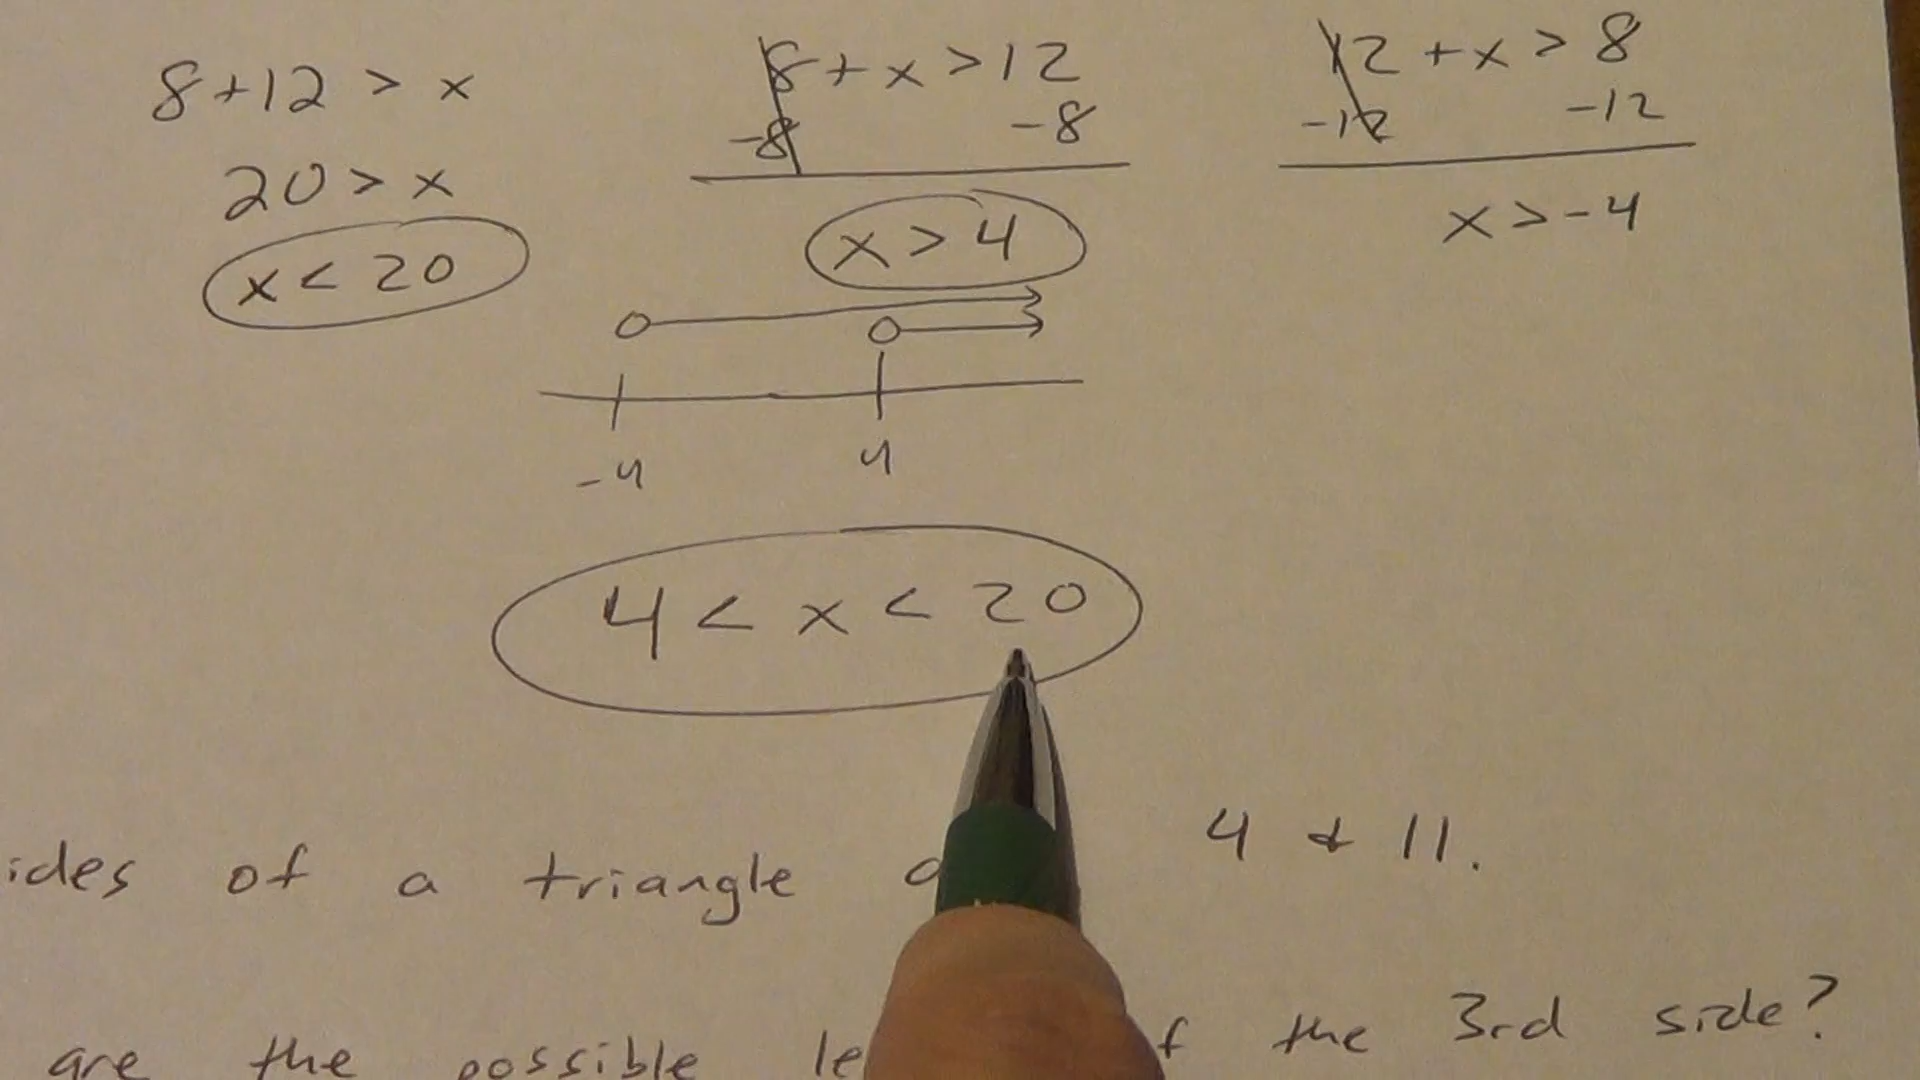 8+12 > x
20 > x
x < 20
8 + x > 12
-8 -8
x > 4
12 + x > 8
-12 -12
x > -4
-4 4
4 < x < 20
ides of a triangle 4 & 11.
are the possible the 3rd side?